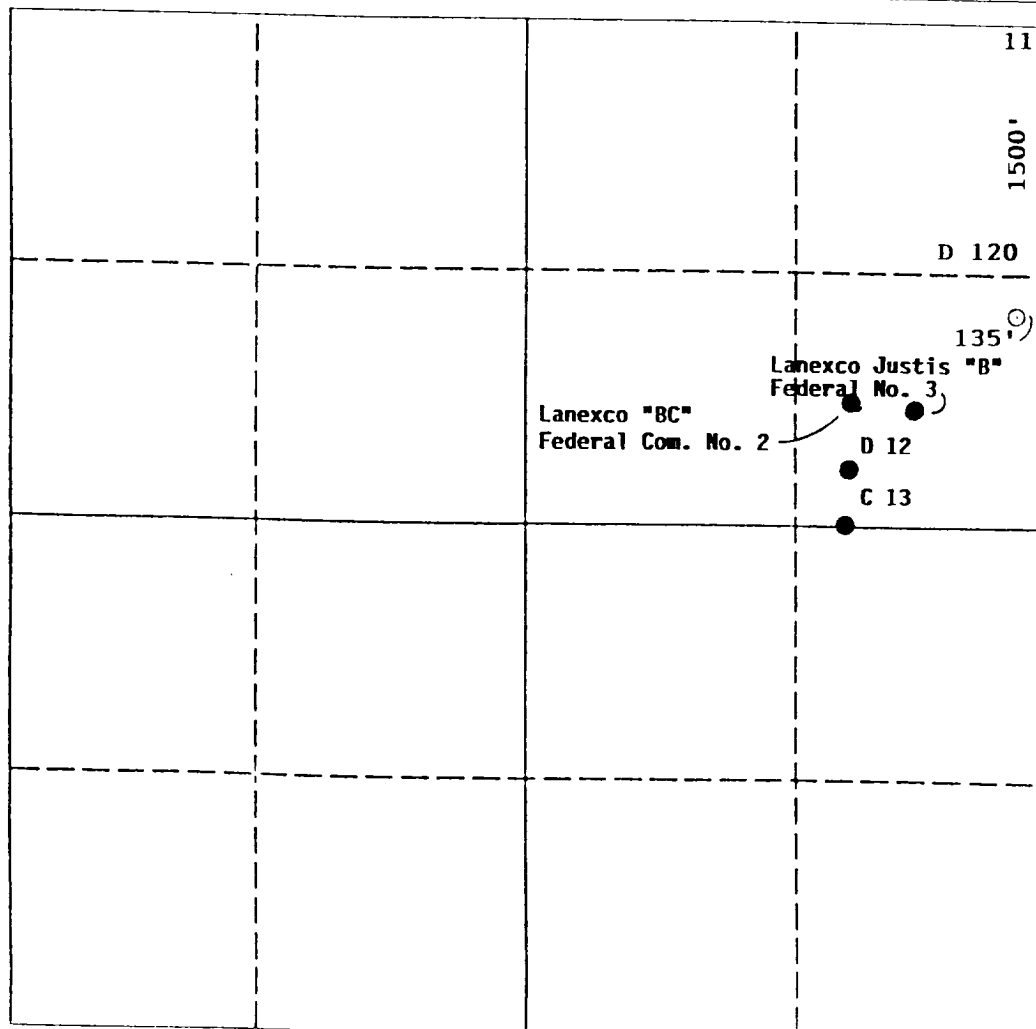 11
1500'
D 120
135'
Lanexco Justis "B"
Federal No. 3
Lanexco "BC"
Federal Com. No. 2
D 12
C 13